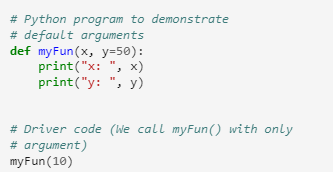 # Python program to demonstrate
# default arguments
def myFun(x, y=50):
    print("x: ", x)
    print("y: ", y)
# Driver code (We call myFun() with only
# argument)
myFun(10)